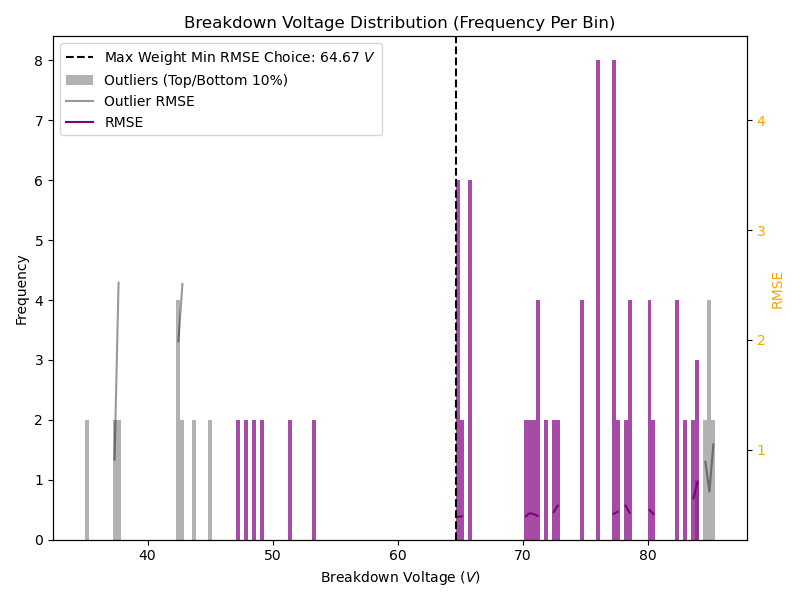 Breakdown Voltage Distribution (Frequency Per Bin)
Max Weight Min RMSE Choice: 64.67 V
Outliers (Top/Bottom 10%)
Outlier RMSE
RMSE
Frequency
8
7
6
5
4
3
2
1
0
40
50
60
70
80
Breakdown Voltage (V)
4
3
2
1
RMSE